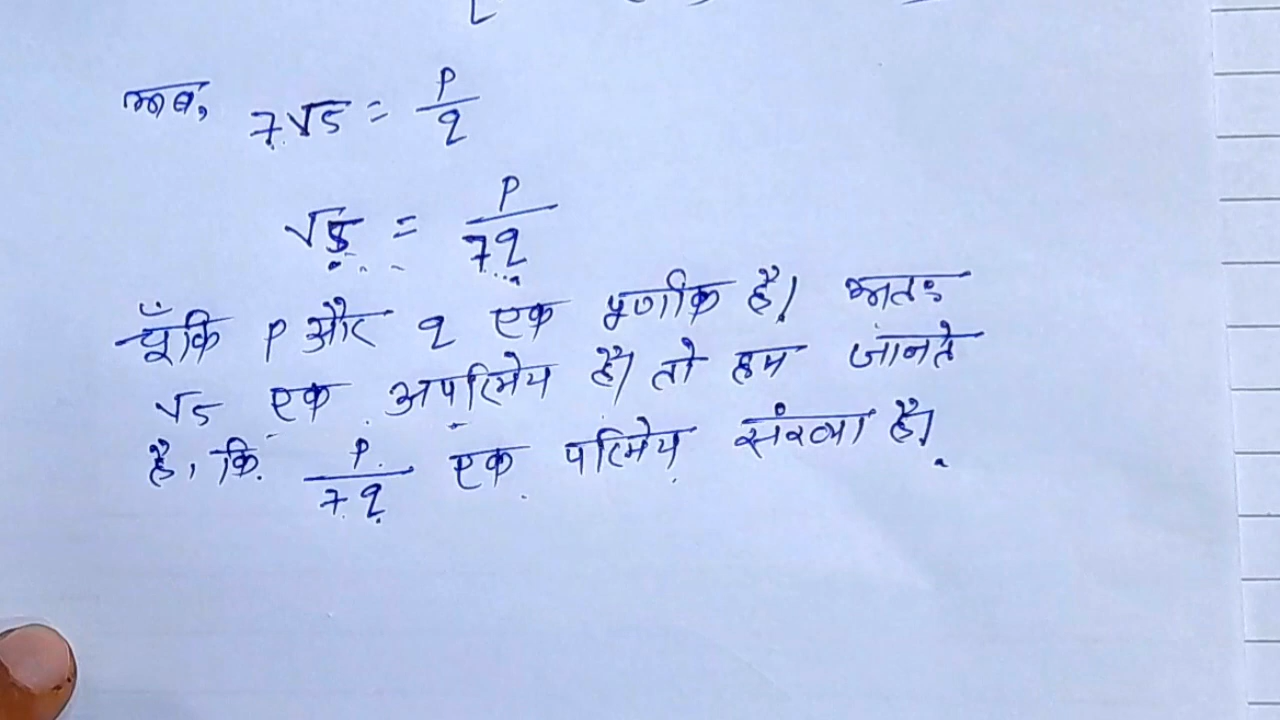 अब, 7√5 = p/q
√5 = p/7q
चूँकि p और q एक पूर्णांक है। अतः
√5 एक अपरिमेय है। तो हम जानते
है, कि p/7q एक परिमेय संख्या है।